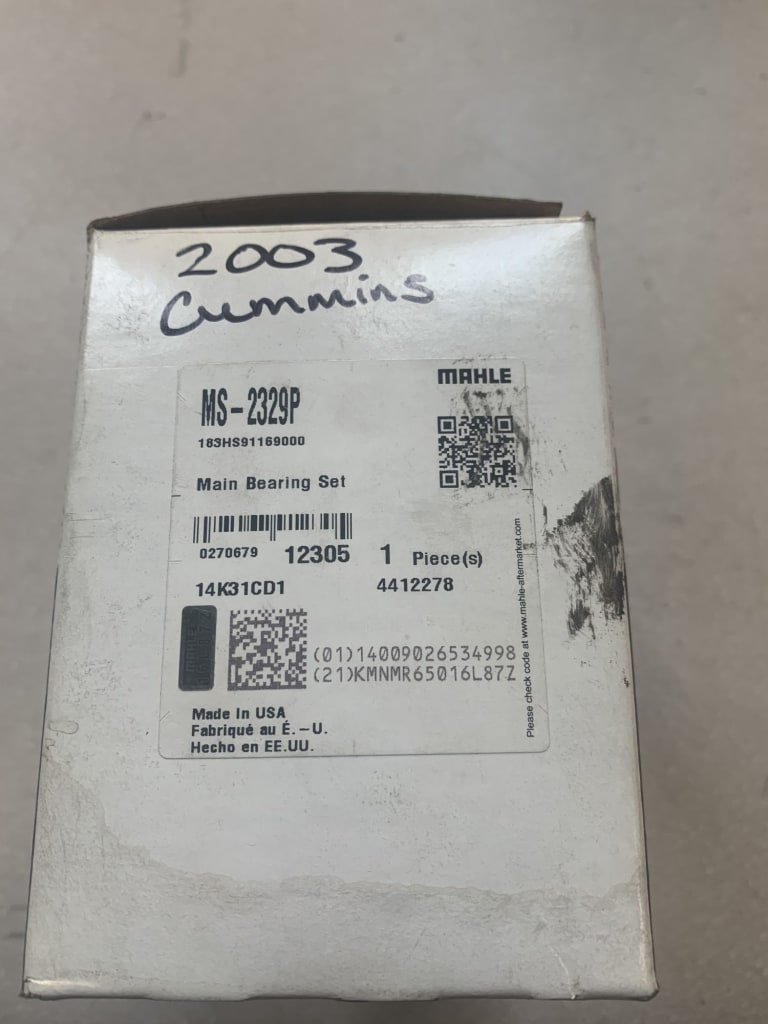 2003
Cummins
MAHLE
MS-2329P
183HS91169000
Main Bearing Set
0270679 12305 1 Piece(s)
14K31CD1 4412278
(01)14009026534998
(21)KMNMR65016L87Z
Made In USA
Fabriqué au É.-U.
Hecho en EE.UU.
Please check code at www.mahle-aftermarket.com